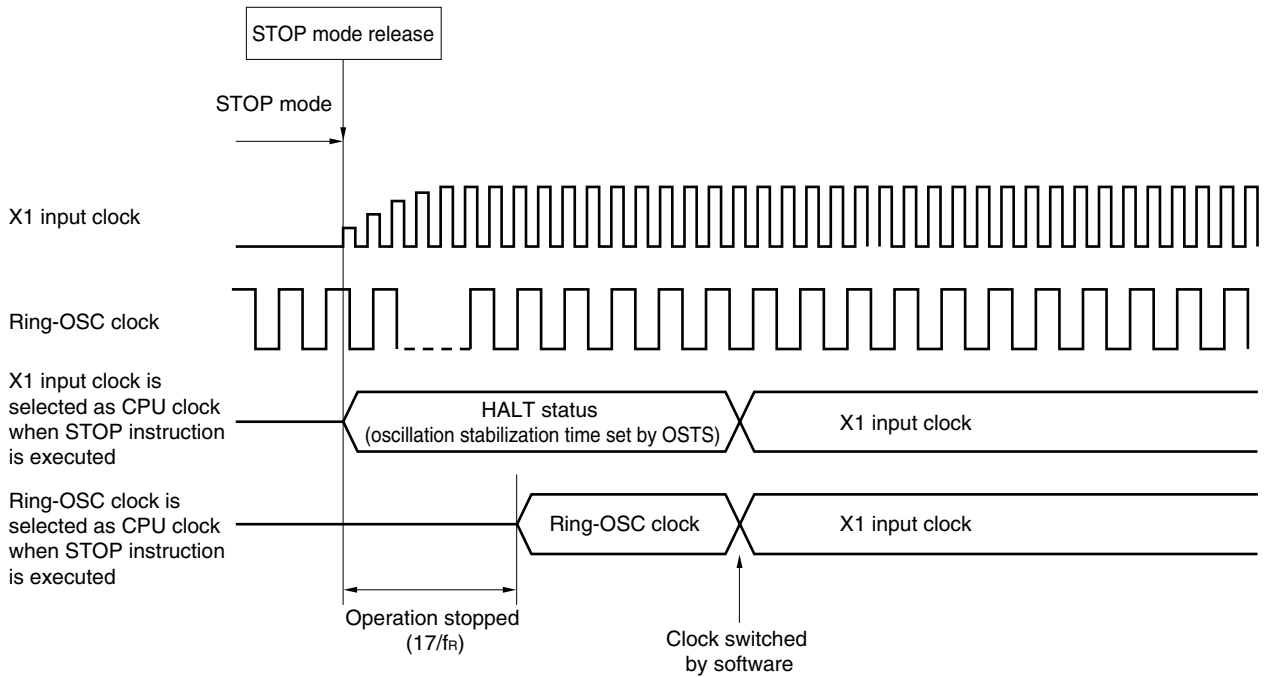 STOP mode release
STOP mode
X1 input clock
Ring-OSC clock
X1 input clock is
selected as CPU clock
when STOP instruction
is executed
HALT status
(oscillation stabilization time set by OSTS)
X1 input clock
Ring-OSC clock is
selected as CPU clock
when STOP instruction
is executed
Ring-OSC clock
X1 input clock
Operation stopped
(17/fR)
Clock switched
by software